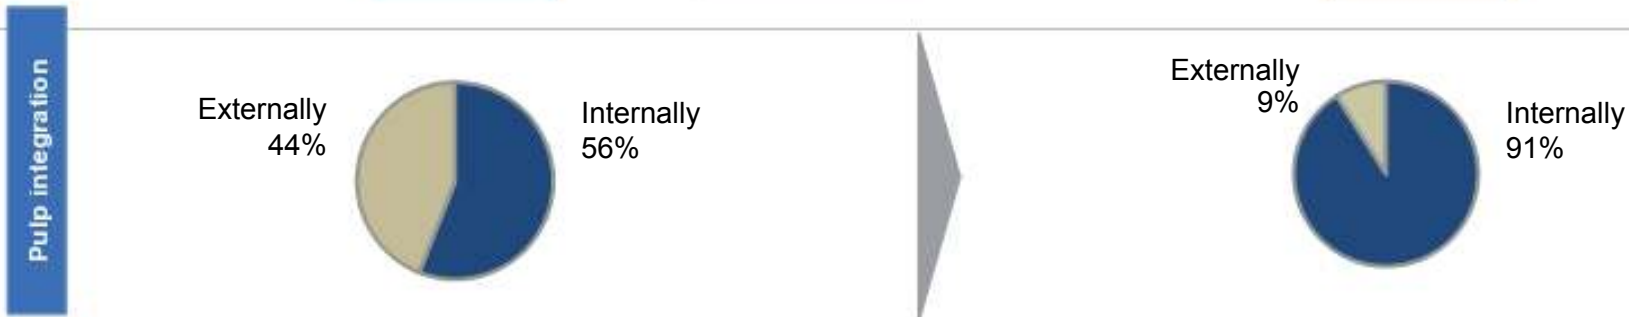 Pulp integration
Externally
44%
Internally
56%
Externally
9%
Internally
91%